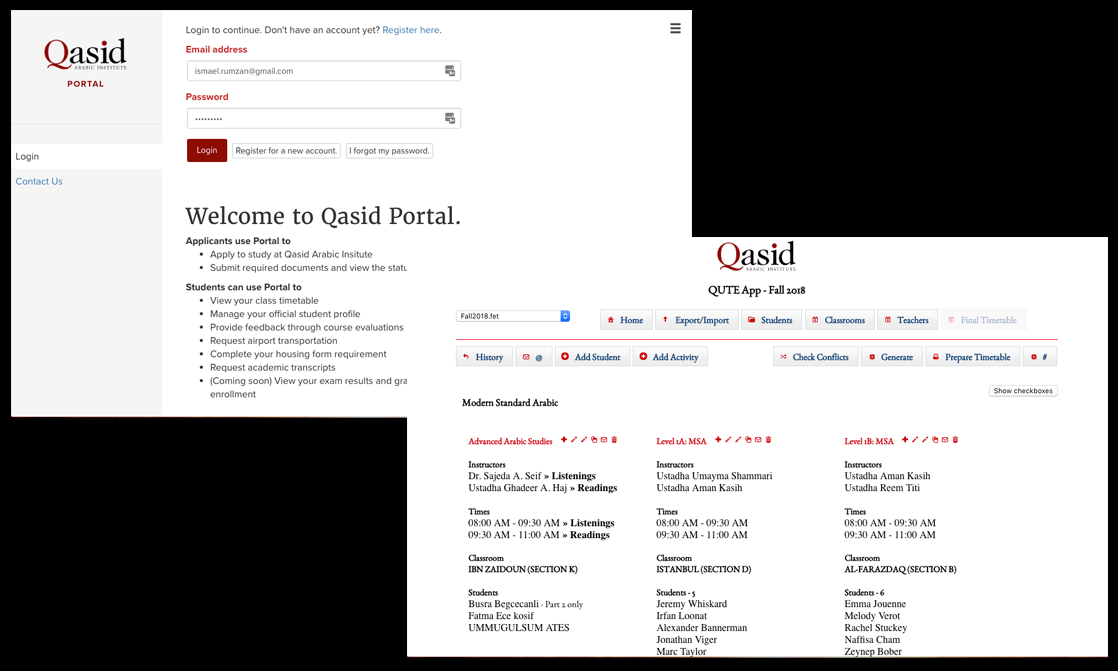 Qasid
ARABIC INSTITUTE
PORTAL
Login
Contact Us
Login to continue. Don't have an account yet? Register here.
Email address
ismael.rumzan@gmail.com
Password
•••••••••
Login
Register for a new account.
I forgot my password.
Welcome to Qasid Portal.
Applicants use Portal to
• Apply to study at Qasid Arabic Insitute
• Submit required documents and view the statu
Students can use Portal to
• View your class timetable
• Manage your official student profile
• Provide feedback through course evaluations
• Request airport transportation
• Complete your housing form requirement
• Request academic transcripts
• (Coming soon) View your exam results and gra
enrollment
Qasid
ARABIC INSTITUTE
QUTE App - Fall 2018
Fall2018.fet
Home
Export/Import
Students
Classrooms
Teachers
Final Timetable
History
@
Add Student
Add Activity
Check Conflicts
Generate
Prepare Timetable
#
Show checkboxes
Modern Standard Arabic
Advanced Arabic Studies
Instructors
Dr. Sajeda A. Seif » Listenings
Ustadha Ghadeer A. Haj » Readings
Times
08:00 AM - 09:30 AM » Listenings
09:30 AM - 11:00 AM » Readings
Classroom
IBN ZAIDOUN (SECTION K)
Students
Busra Begcecanli - Part 2 only
Fatma Ece kosif
UMMUGULSUM ATES
Level 1A: MSA
Instructors
Ustadha Umayma Shammari
Ustadha Aman Kasih
Times
08:00 AM - 09:30 AM
09:30 AM - 11:00 AM
Classroom
ISTANBUL (SECTION D)
Students - 5
Jeremy Whiskard
Irfan Loonat
Alexander Bannerman
Jonathan Viger
Marc Taylor
Level 1B: MSA
Instructors
Ustadha Aman Kasih
Ustadha Reem Titi
Times
08:00 AM - 09:30 AM
09:30 AM - 11:00 AM
Classroom
AL-FARAZDAQ (SECTION B)
Students - 6
Emma Jouenne
Melody Verot
Rachel Stuckey
Naffisa Cham
Zeynep Bober